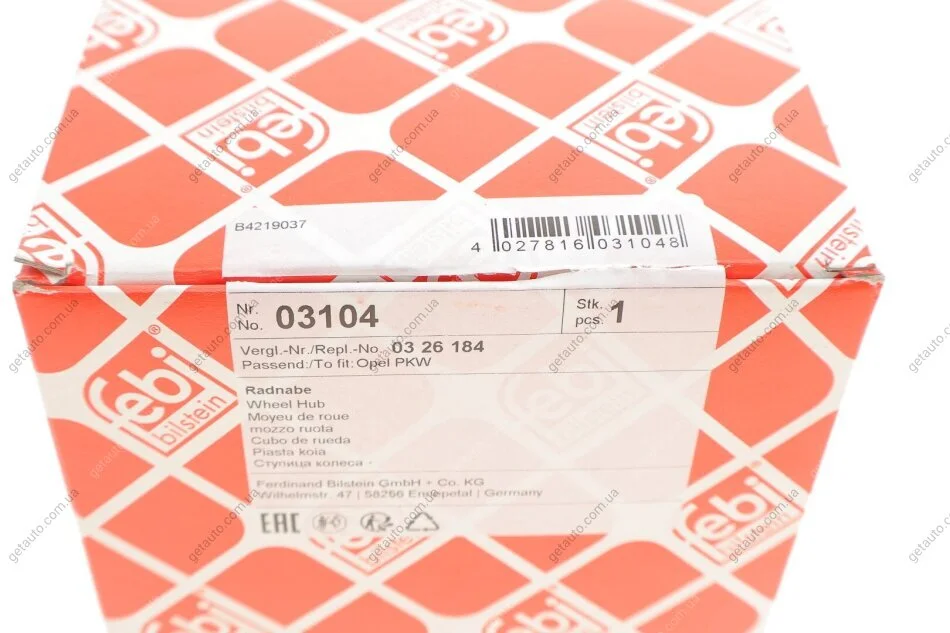 febi
bilstein
B4219037
4 027816 031048
Nr.
No. 03104
Stk.
pcs. 1
Vergl.-Nr./Repl.-No. 03 26 184
Passend:/To fit: Opel PKW
Radnabe
Wheel Hub
Moyeu de roue
mozzo ruota
Cubo de rueda
Piasta koła
Ступица колеса
Ferdinand Bilstein GmbH + Co. KG
Wilhelmstr. 47 | 58256 Ennepetal | Germany
EAC
febi
bilstein
®
getauto.com.ua